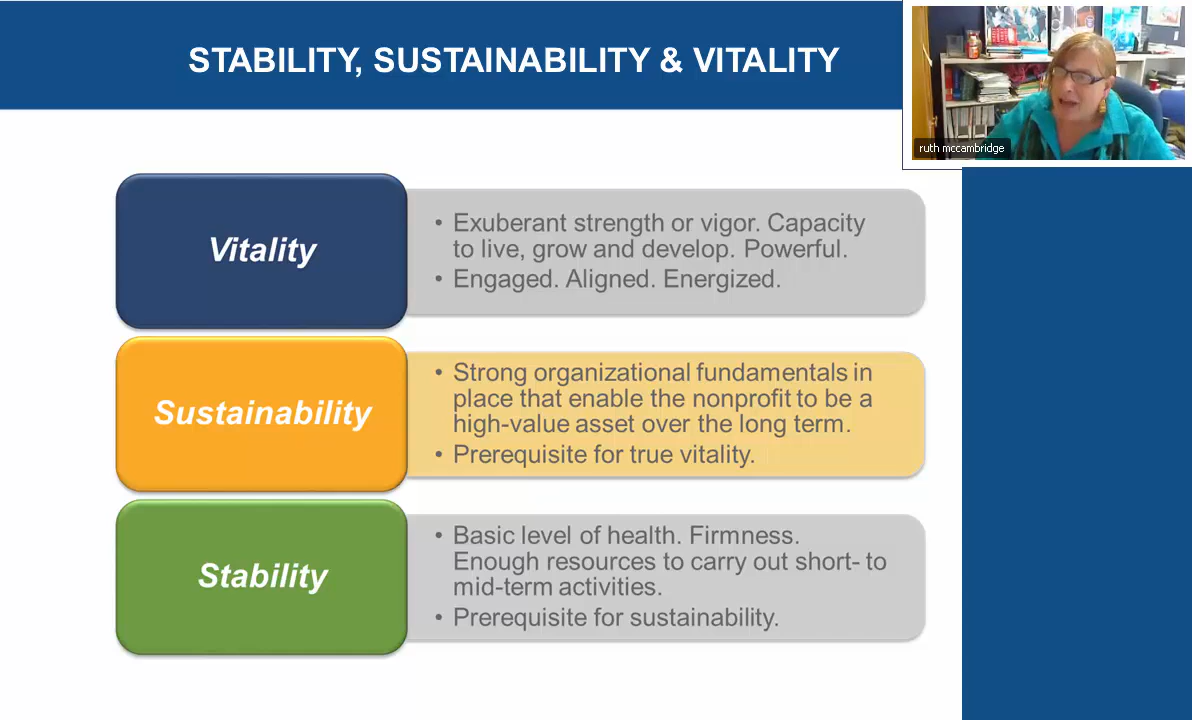 STABILITY, SUSTAINABILITY & VITALITY
ruth mccambridge
Vitality
• Exuberant strength or vigor. Capacity
to live, grow and develop. Powerful.
• Engaged. Aligned. Energized.
Sustainability
• Strong organizational fundamentals in
place that enable the nonprofit to be a
high-value asset over the long term.
• Prerequisite for true vitality.
Stability
• Basic level of health. Firmness.
Enough resources to carry out short- to
mid-term activities.
• Prerequisite for sustainability.